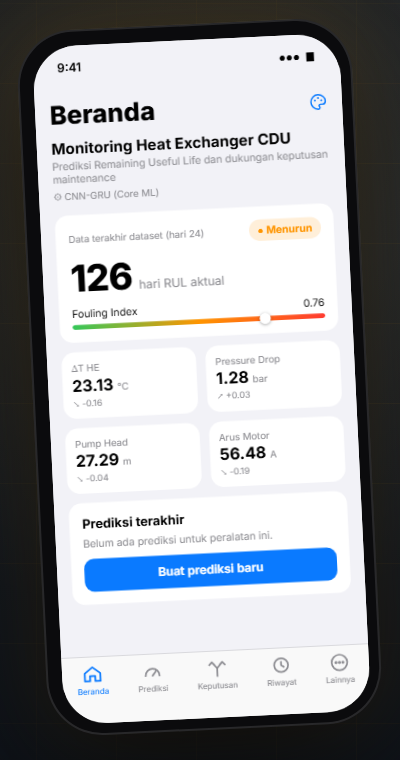 9:41
Beranda
Monitoring Heat Exchanger CDU
Prediksi Remaining Useful Life dan dukungan keputusan
maintenance
CNN-GRU (Core ML)
Data terakhir dataset (hari 24)
Menurun
126 hari RUL aktual
Fouling Index
0.76
ΔT HE
23.13 °C
↘ -0.16
Pressure Drop
1.28 bar
↗ +0.03
Pump Head
27.29 m
↘ -0.04
Arus Motor
56.48 A
↘ -0.19
Prediksi terakhir
Belum ada prediksi untuk peralatan ini.
Buat prediksi baru
Beranda
Prediksi
Keputusan
Riwayat
Lainnya